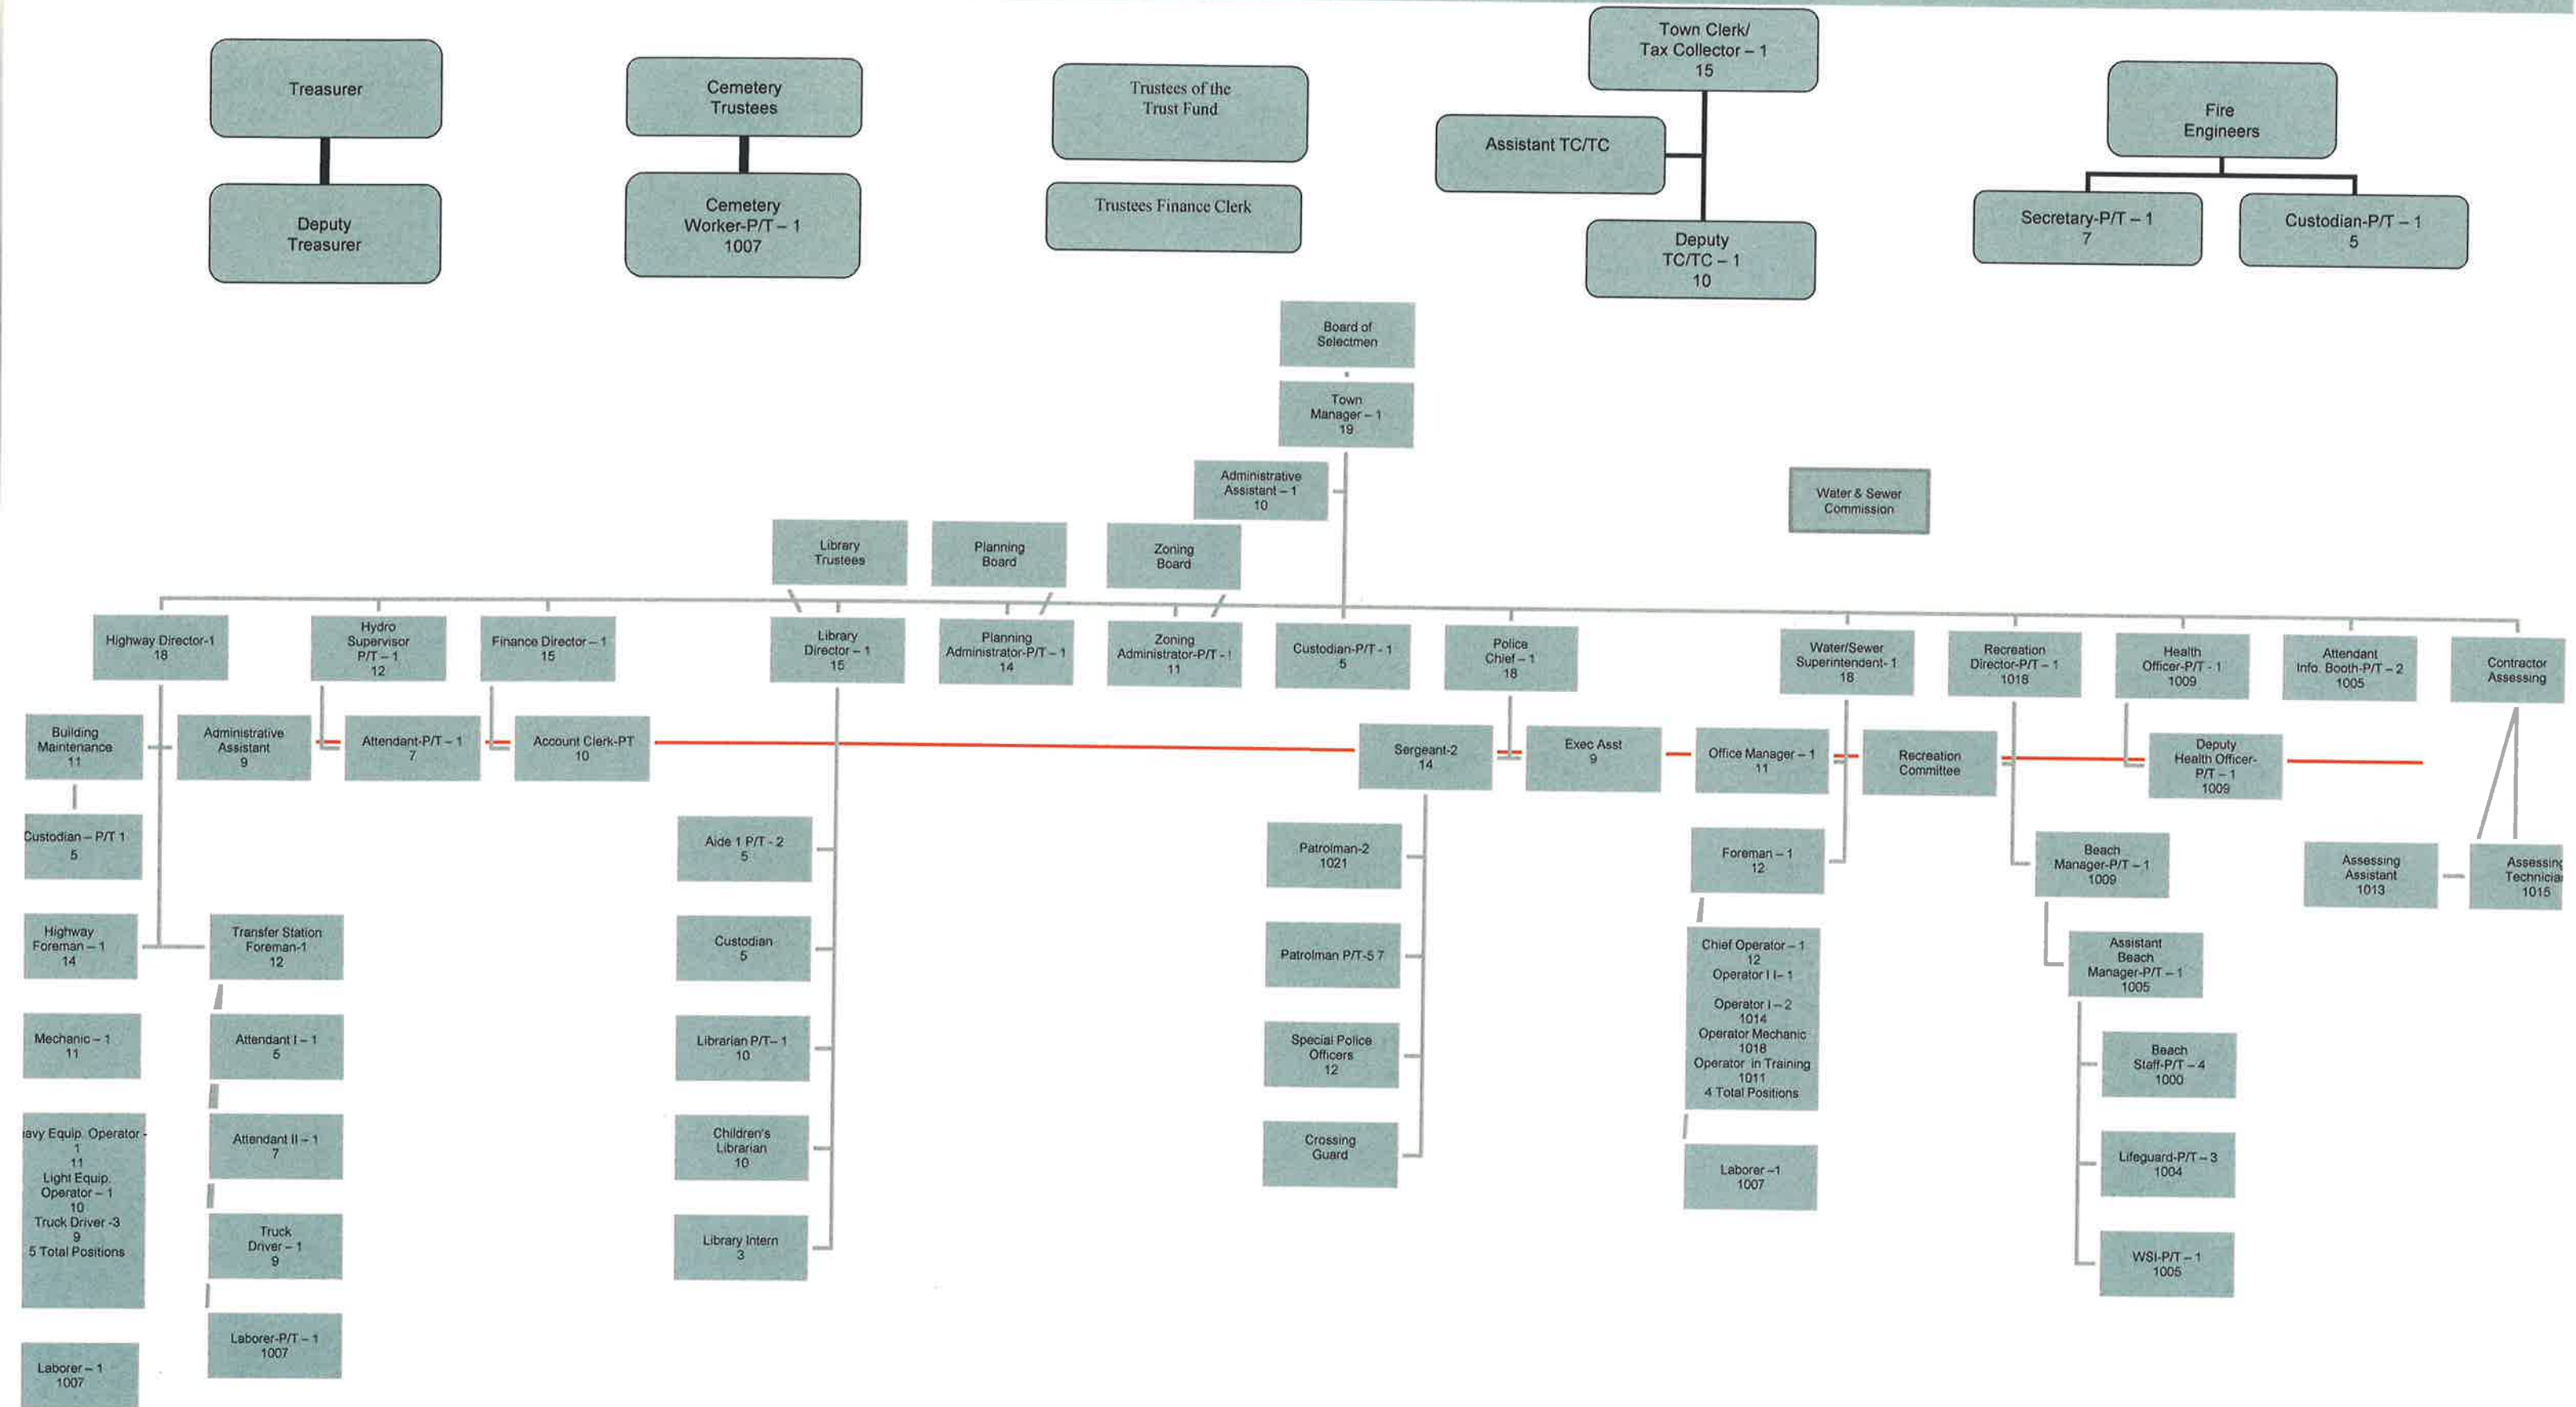 Treasurer
Deputy
Treasurer
Cemetery
Trustees
Cemetery
Worker-P/T – 1
1007
Trustees of the
Trust Fund
Trustees Finance Clerk
Town Clerk/
Tax Collector – 1
15
Assistant TC/TC
Deputy
TC/TC – 1
10
Fire
Engineers
Secretary-P/T – 1
7
Custodian-P/T – 1
5
Board of
Selectmen
Town
Manager – 1
19
Administrative
Assistant – 1
10
Water & Sewer
Commission
Library
Trustees
Planning
Board
Zoning
Board
Highway Director-1
18
Hydro
Supervisor
P/T – 1
12
Finance Director – 1
15
Library
Director – 1
15
Planning
Administrator-P/T – 1
14
Zoning
Administrator-P/T -
11
Custodian-P/T - 1
5
Police
Chief – 1
18
Water/Sewer
Superintendent- 1
18
Recreation
Director-P/T – 1
1018
Health
Officer-P/T - 1
1009
Attendant
Info. Booth-P/T – 2
1005
Contractor
Assessing
Building
Maintenance
11
Administrative
Assistant
9
Attendant-P/T – 1
7
Account Clerk-PT
10
Sergeant-2
14
Exec Asst
9
Office Manager – 1
11
Recreation
Committee
Deputy
Health Officer-
P/T – 1
1009
Custodian – P/T 1
5
Highway
Foreman – 1
14
Mechanic – 1
11
avy Equip. Operator -
1
11
Light Equip.
Operator – 1
10
Truck Driver -3
9
5 Total Positions
Laborer – 1
1007
Transfer Station
Foreman-1
12
Attendant I – 1
5
Attendant II – 1
7
Truck
Driver – 1
9
Laborer-P/T – 1
1007
Aide 1 P/T - 2
5
Custodian
5
Librarian P/T– 1
10
Children's
Librarian
10
Library Intern
3
Patrolman-2
1021
Patrolman P/T-5 7
Special Police
Officers
12
Crossing
Guard
Foreman – 1
12
Chief Operator – 1
12
Operator I I– 1
Operator I – 2
1014
Operator Mechanic
1018
Operator in Training
1011
4 Total Positions
Laborer –1
1007
Beach
Manager-P/T – 1
1009
Assistant
Beach
Manager-P/T – 1
1005
Beach
Staff-P/T – 4
1000
Lifeguard-P/T – 3
1004
WSI-P/T – 1
1005
Assessing
Assistant
1013
Assessing
Technicia
1015